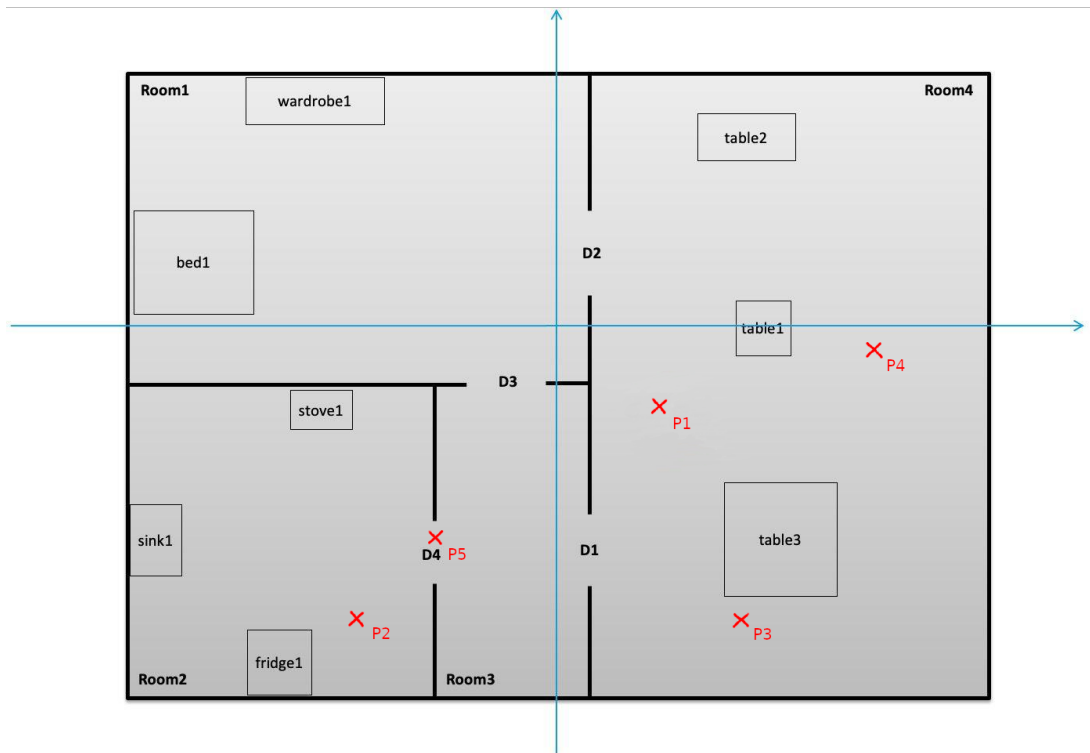 Room1
wardrobe1
Room4
table2
bed1
D2
table1
P4
D3
stove1
P1
sink1
D4
P5
D1
table3
P2
P3
fridge1
Room2
Room3